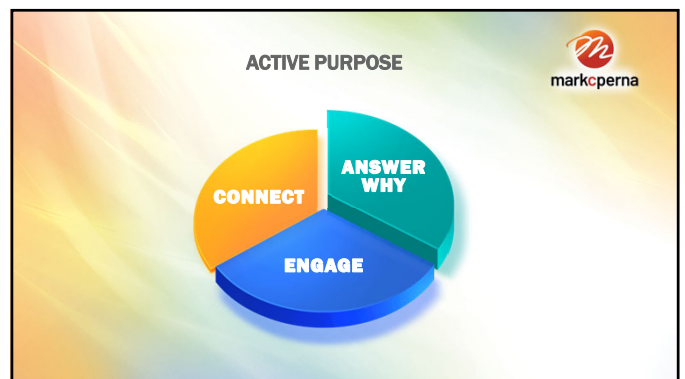 ACTIVE PURPOSE
markcperna
ANSWER
WHY
CONNECT
ENGAGE